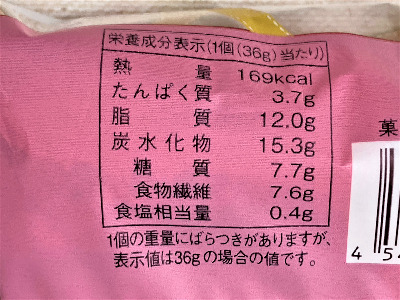 栄養成分表示(1個(36g)当たり)
熱量 169kcal
たんぱく質 3.7g
脂質 12.0g
炭水化物 15.3g
糖質 7.7g
食物繊維 7.6g
食塩相当量 0.4g
1個の重量にばらつきがありますが、
表示値は36gの場合の値です。
菓
4 54